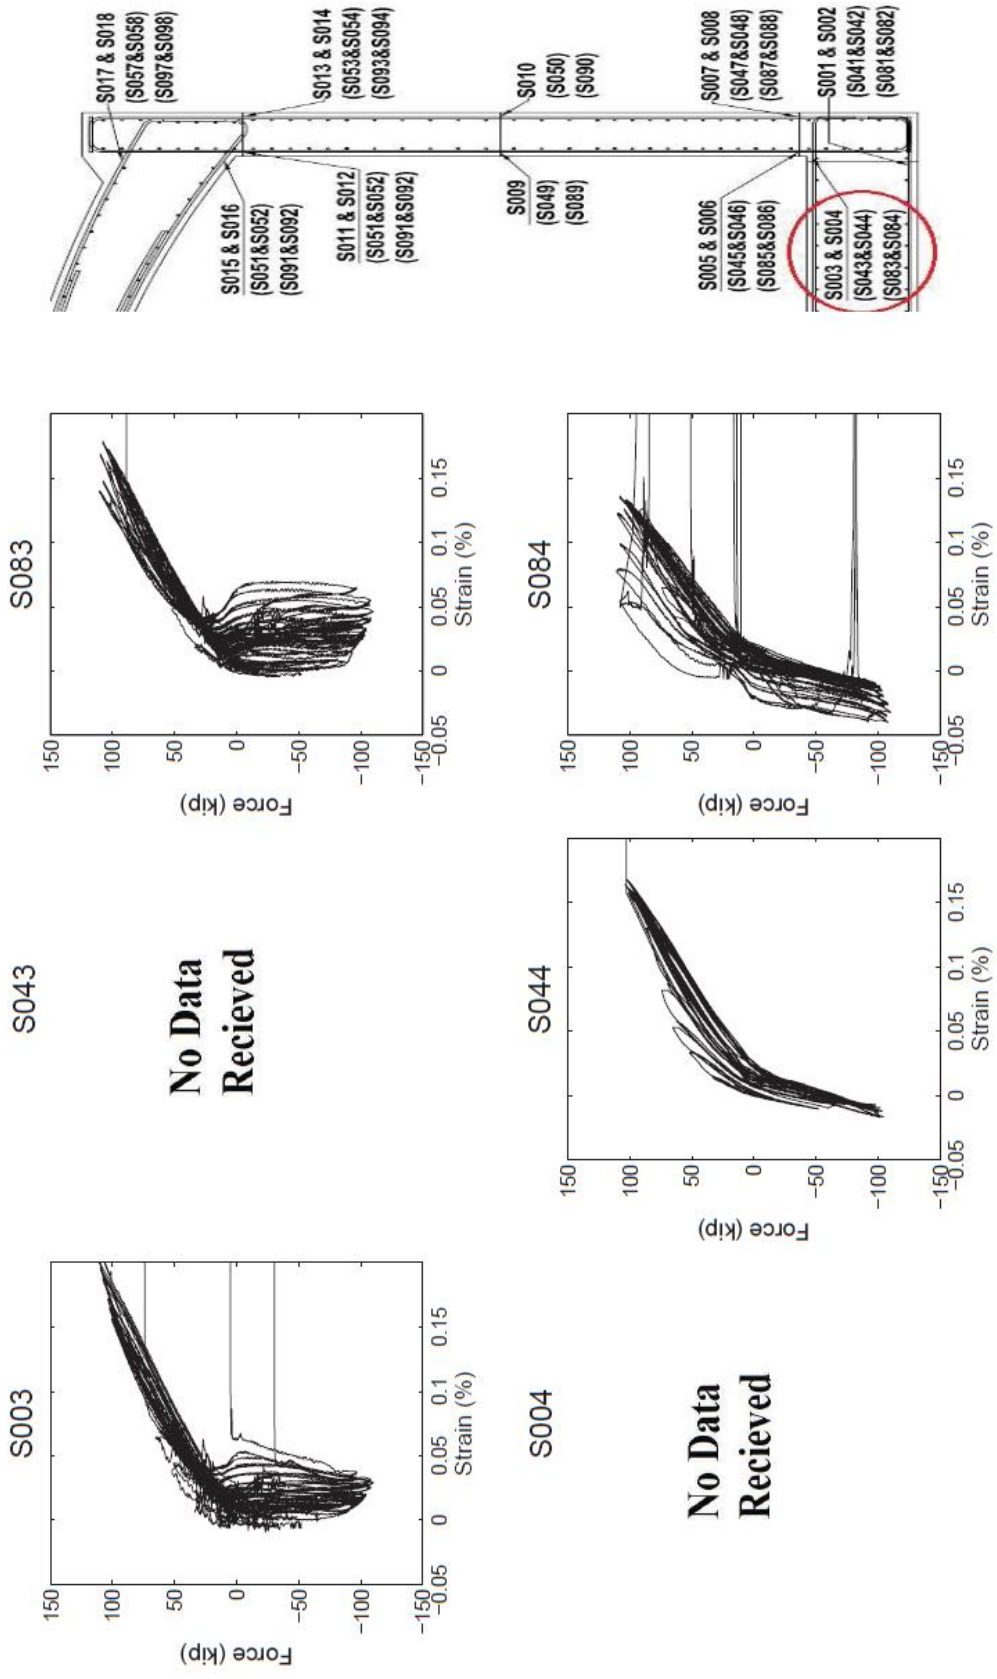 S003
150
100
50
0
−50
−100
−150
Force (kip)
−0.05 0 0.05 0.1 0.15
Strain (%)
S043
No Data
Recieved
S083
150
100
50
0
−50
−100
−150
Force (kip)
−0.05 0 0.05 0.1 0.15
Strain (%)
S004
No Data
Recieved
S044
150
100
50
0
−50
−100
−150
Force (kip)
−0.05 0 0.05 0.1 0.15
Strain (%)
S084
150
100
50
0
−50
−100
−150
Force (kip)
−0.05 0 0.05 0.1 0.15
Strain (%)
S017 & S018
(S057&S058)
(S097&S098)
S015 & S016
(S051&S052)
(S091&S092)
S013 & S014
(S053&S054)
(S093&S094)
S011 & S012
(S051&S052)
(S091&S092)
S010
(S050)
(S090)
S009
(S049)
(S089)
S007 & S008
(S047&S048)
(S087&S088)
S005 & S006
(S045&S046)
(S085&S086)
S003 & S004
(S043&S044)
(S083&S084)
S001 & S002
(S041&S042)
(S081&S082)